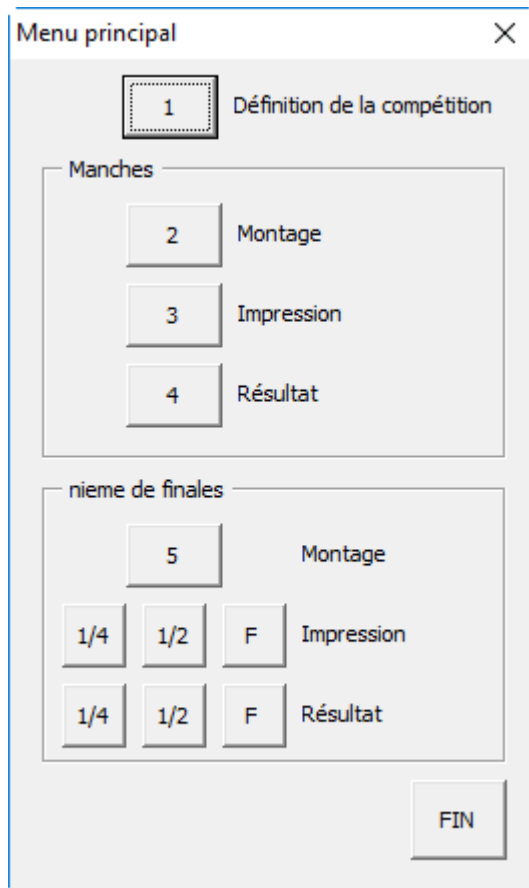 Menu principal
1 Définition de la compétition
Manches
2 Montage
3 Impression
4 Résultat
nieme de finales
5 Montage
1/4 1/2 F Impression
1/4 1/2 F Résultat
FIN